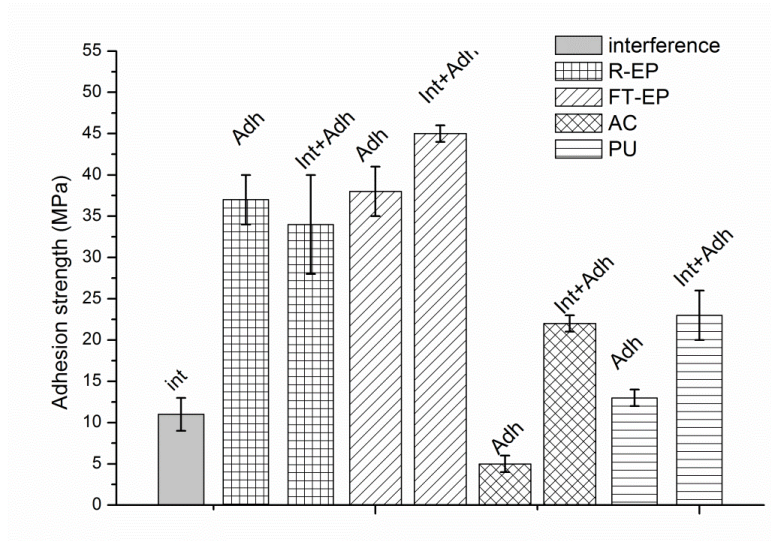 55
50
45
40
35
30
25
20
15
10
5
0
Adhesion strength (MPa)
int
Adh
Int+Adh
Adh
Int+Adh
Adh
Int+Adh
Adh
Int+Adh
interference
R-EP
FT-EP
AC
PU